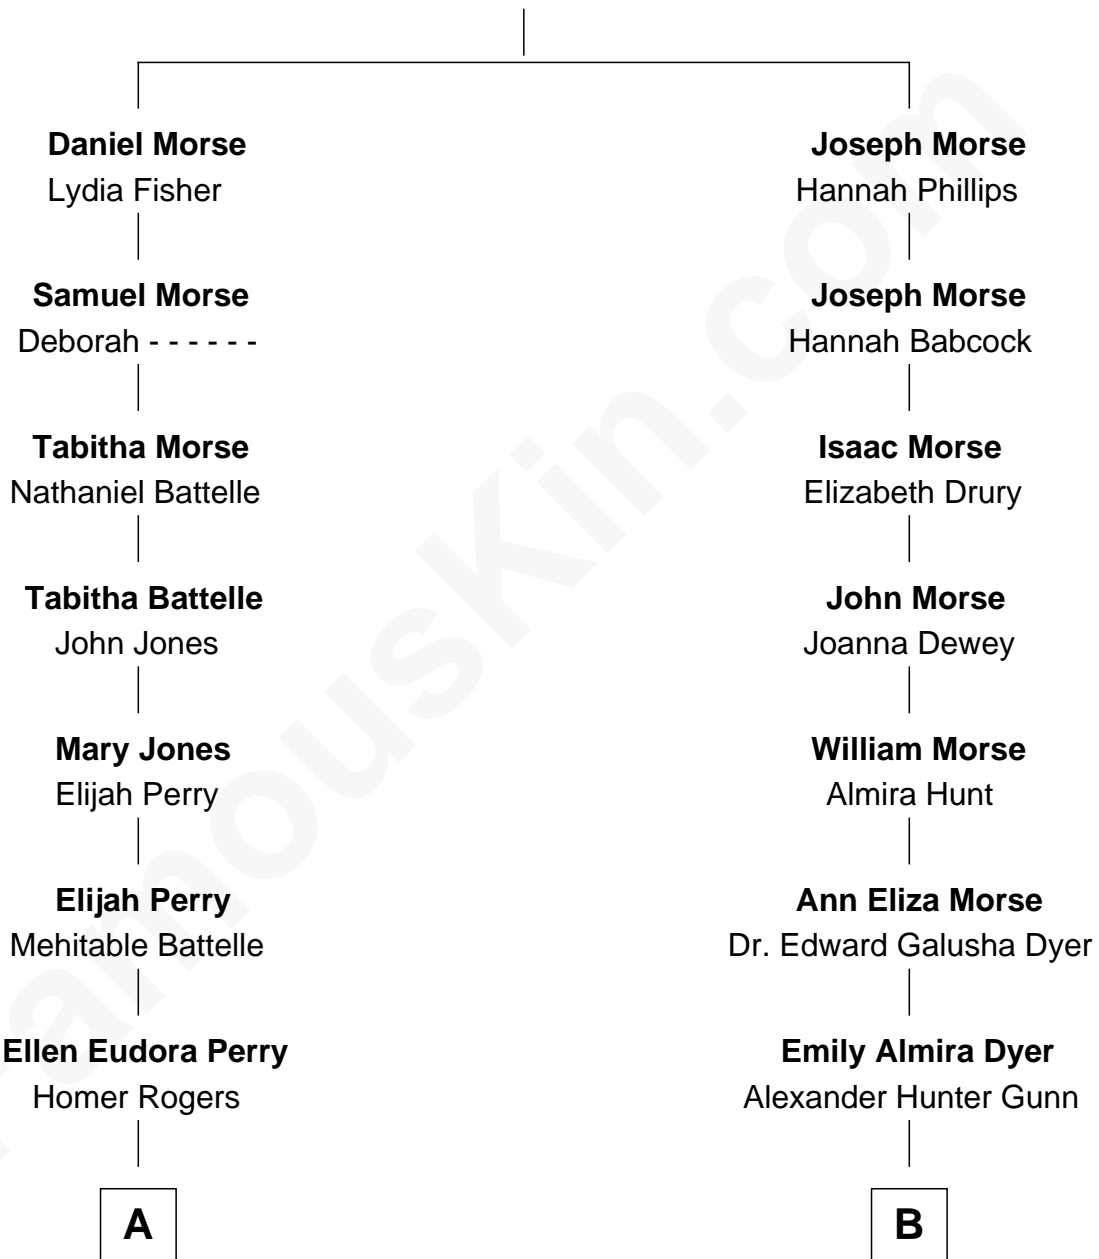 Daniel Morse
Lydia Fisher
Samuel Morse
Deborah - - - - - -
Tabitha Morse
Nathaniel Battelle
Tabitha Battelle
John Jones
Mary Jones
Elijah Perry
Elijah Perry
Mehitable Battelle
Ellen Eudora Perry
Homer Rogers
A
Joseph Morse
Hannah Phillips
Joseph Morse
Hannah Babcock
Isaac Morse
Elizabeth Drury
John Morse
Joanna Dewey
William Morse
Almira Hunt
Ann Eliza Morse
Dr. Edward Galusha Dyer
Emily Almira Dyer
Alexander Hunter Gunn
B
FamousKin.com